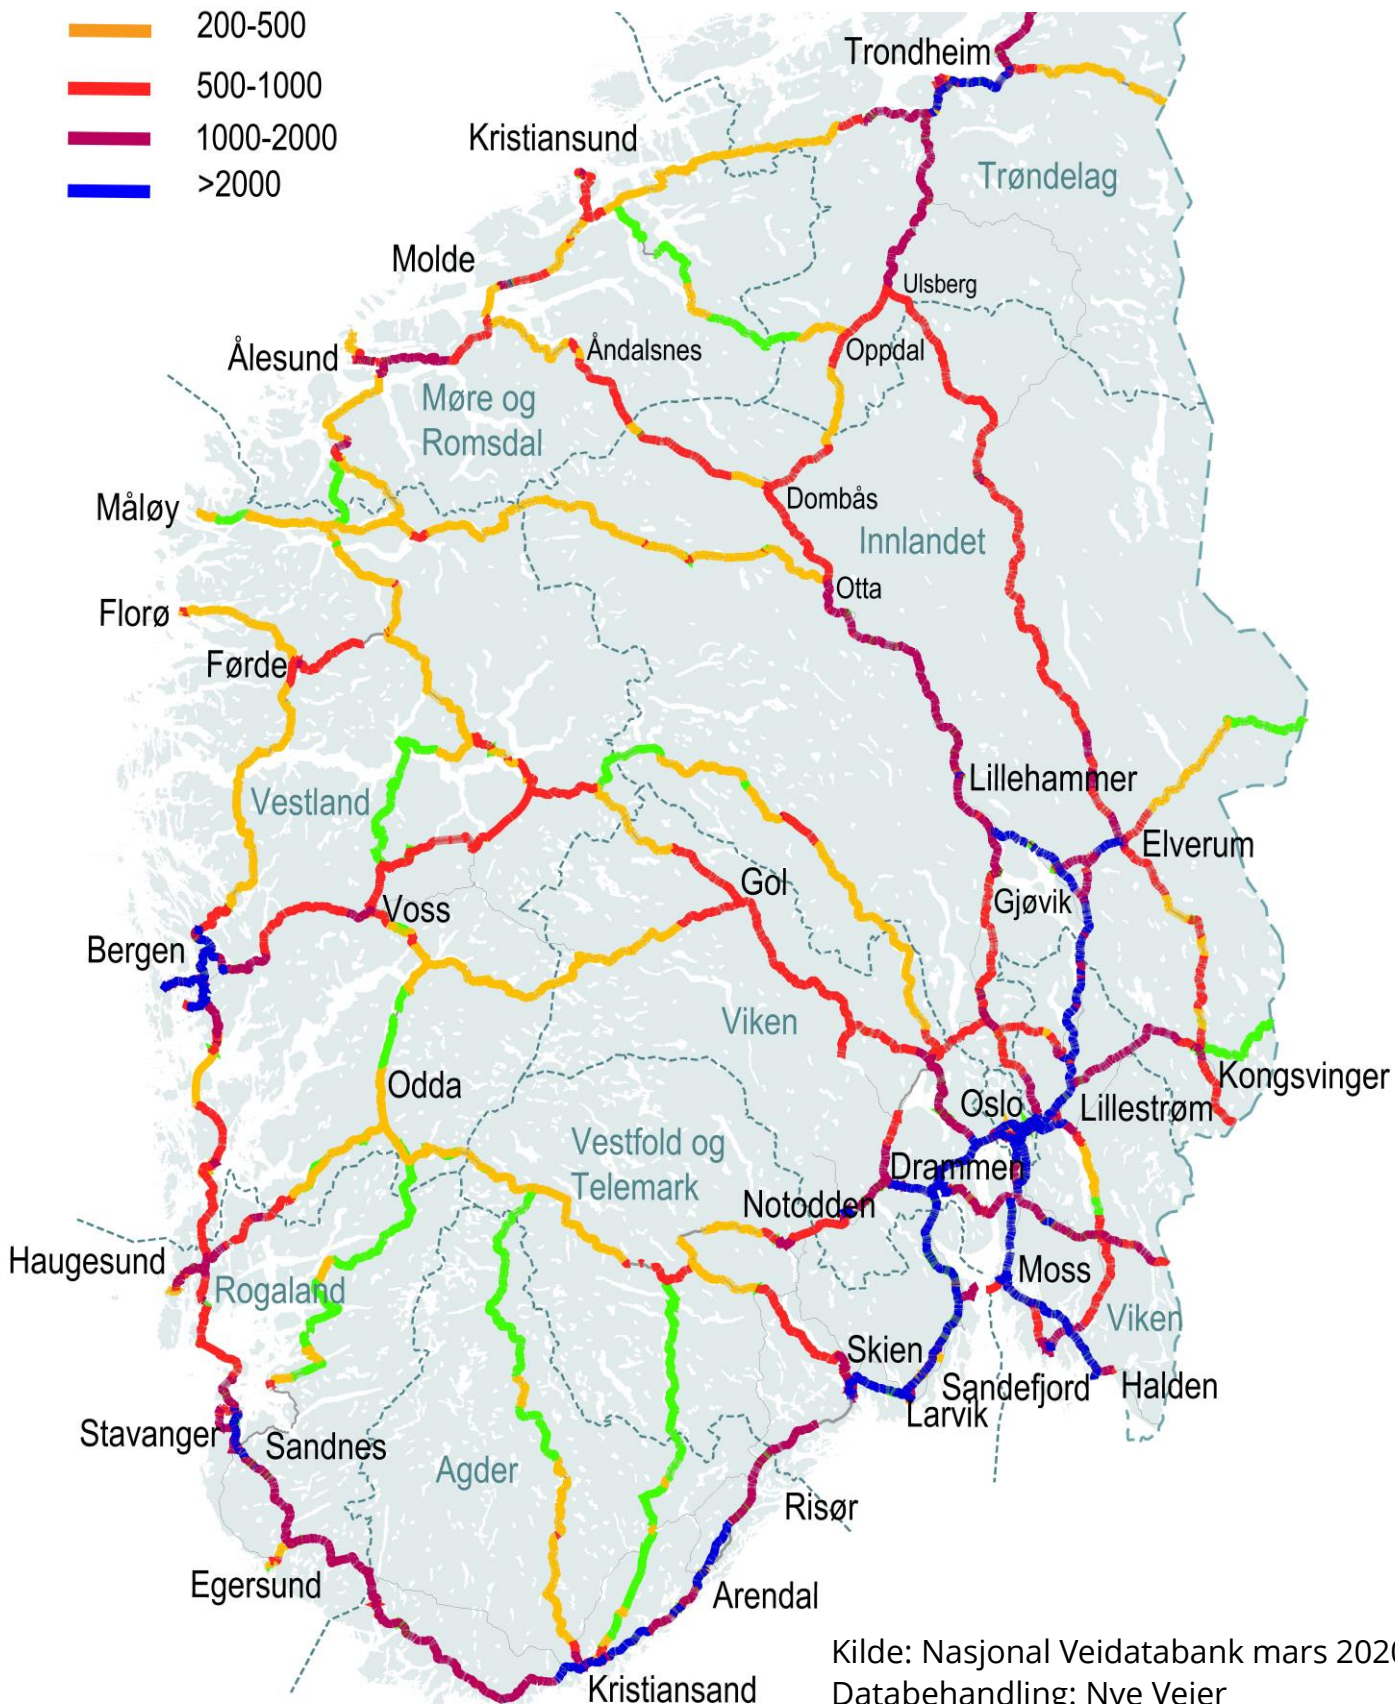 200-500
500-1000
1000-2000
>2000
Trondheim
Kristiansund
Trøndelag
Molde
Ulsberg
Ålesund
Åndalsnes
Oppdal
Møre og
Romsdal
Måløy
Dombås
Innlandet
Otta
Florø
Førde
Lillehammer
Vestland
Elverum
Gol
Gjøvik
Voss
Bergen
Viken
Odda
Kongsvinger
Oslo
Lillestrøm
Vestfold og
Telemark
Drammen
Notodden
Haugesund
Moss
Rogaland
Viken
Skien
Sandefjord
Halden
Larvik
Stavanger
Sandnes
Agder
Risør
Egersund
Arendal
Kristiansand
Kilde: Nasjonal Veidatabank mars 202
Databehandling: Nye Veier